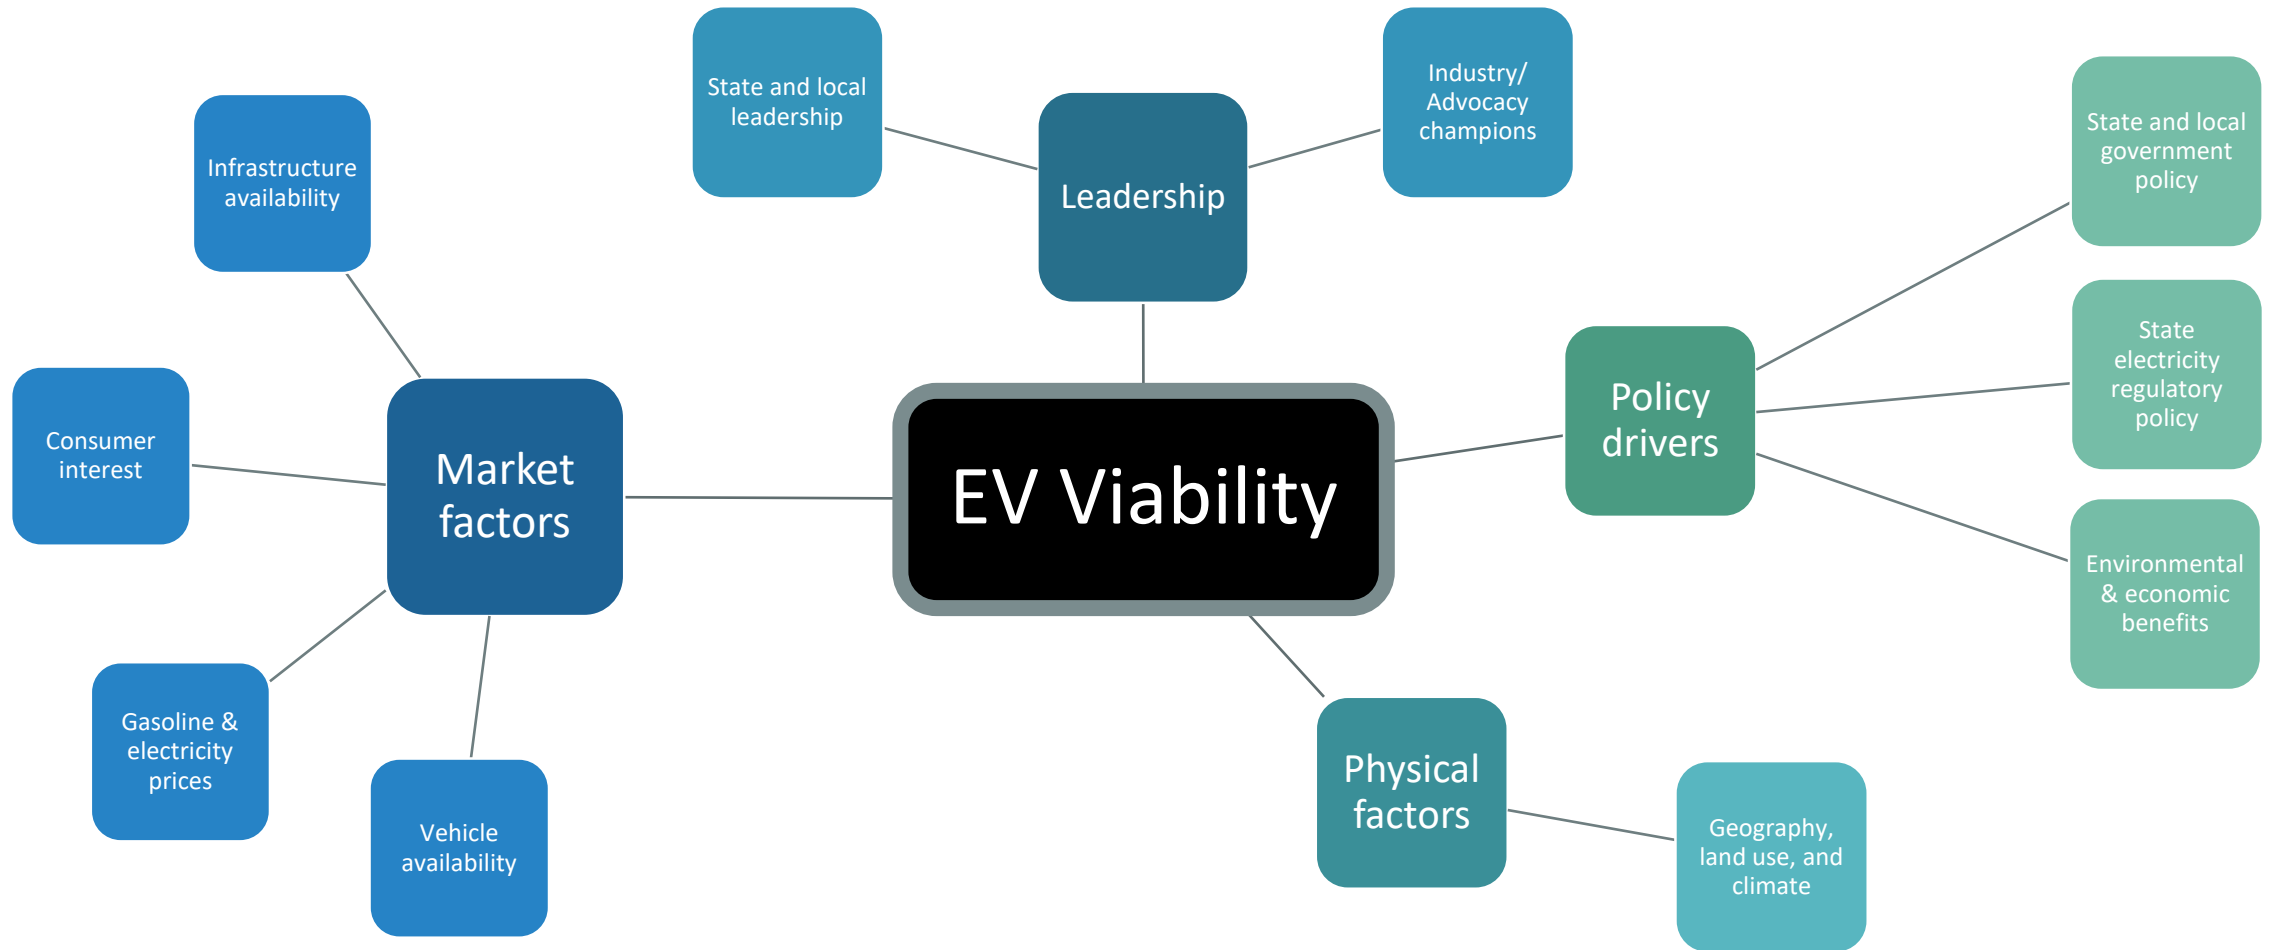 State and local
leadership
Industry/
Advocacy
champions
Leadership
Infrastructure
availability
Consumer
interest
Market
factors
Gasoline &
electricity
prices
Vehicle
availability
EV Viability
Policy
drivers
State and local
government
policy
State
electricity
regulatory
policy
Environmental
& economic
benefits
Physical
factors
Geography,
land use, and
climate